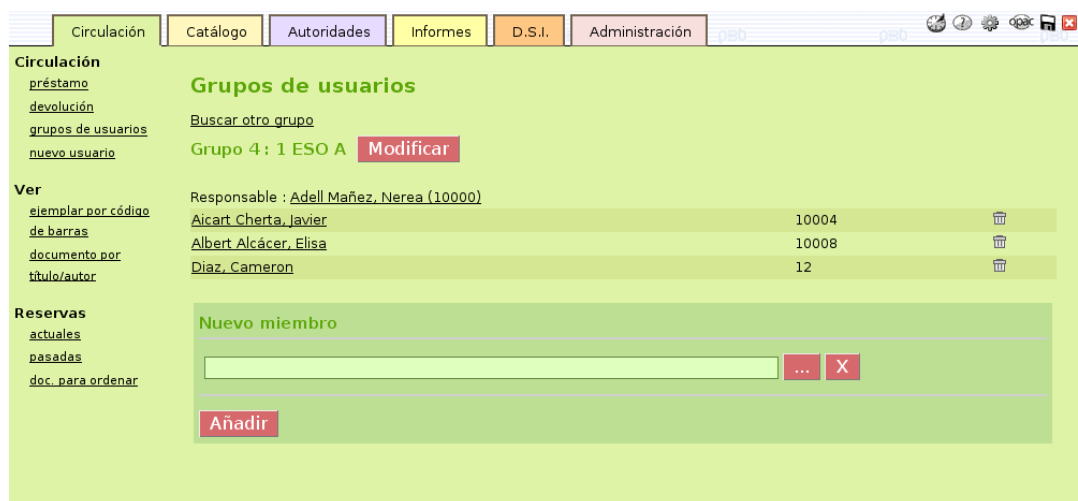 Circulación Catálogo Autoridades Informes D.S.I. Administración opac
Circulación
préstamo
devolución
grupos de usuarios
nuevo usuario
Ver
ejemplar por código
de barras
documento por
título/autor
Reservas
actuales
pasadas
doc. para ordenar
Grupos de usuarios
Buscar otro grupo
Grupo 4 : 1 ESO A Modificar
Responsable : Adell Mañez, Nerea (10000)
Aicart Cherta, Javier 10004
Albert Alcácer, Elisa 10008
Diaz, Cameron 12
Nuevo miembro
... X
Añadir